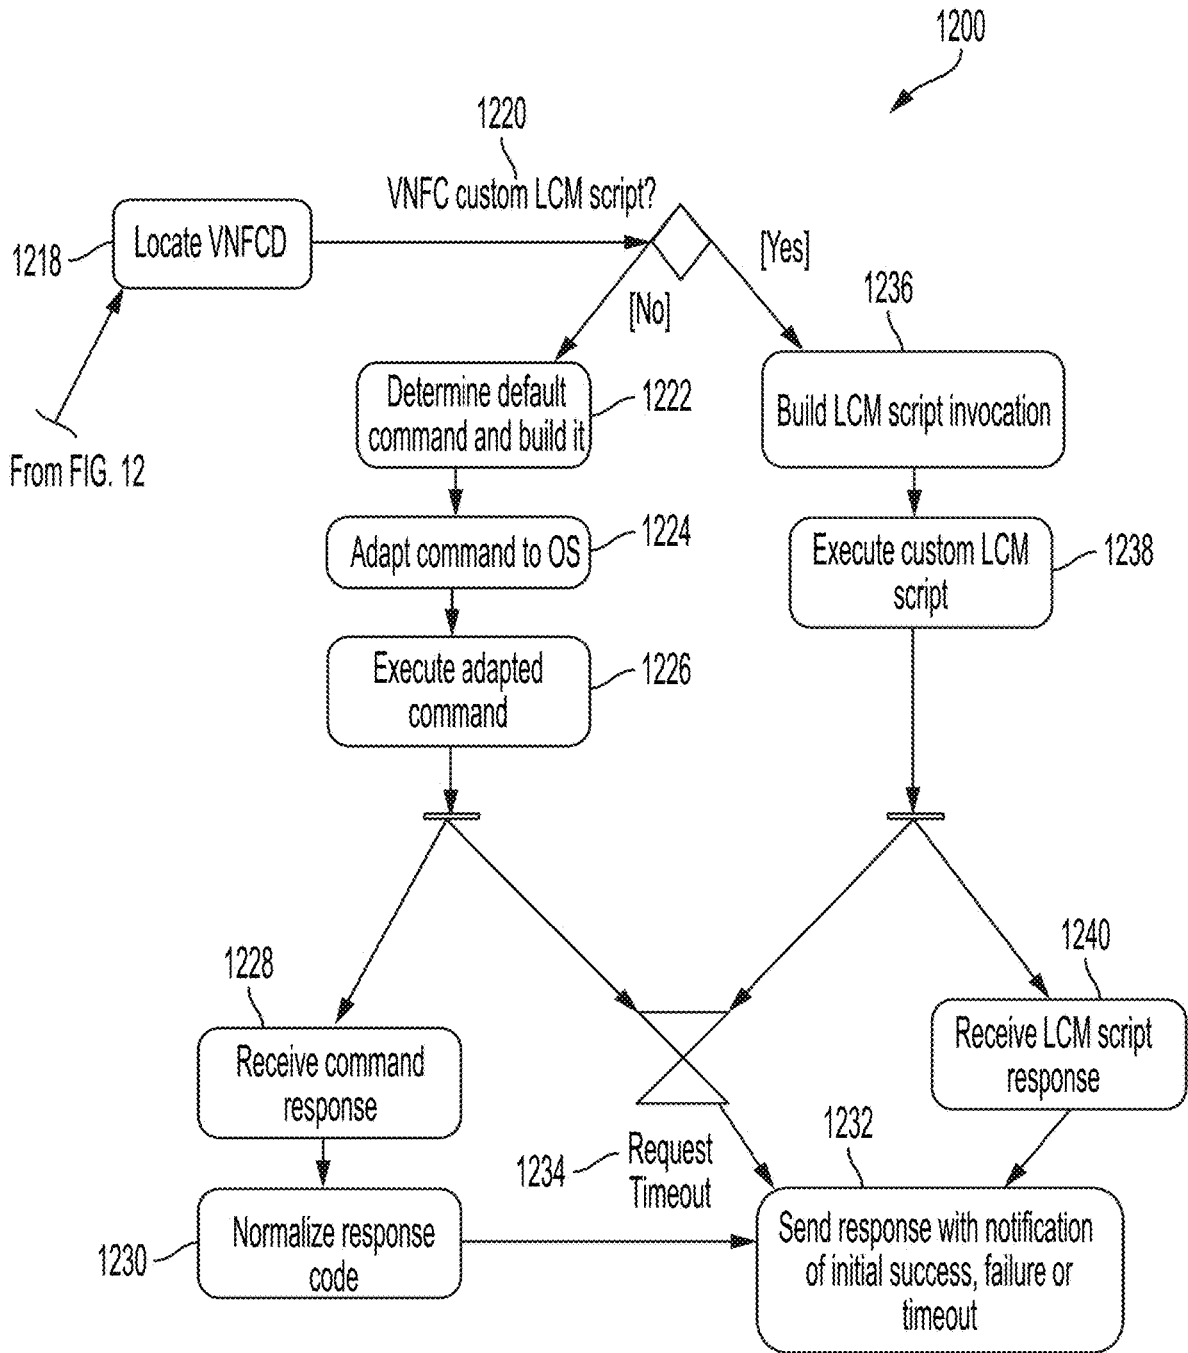 1200
1220
VNFC custom LCM script?
1218
Locate VNFCD
[Yes]
[No]
1236
From FIG. 12
Determine default
command and build it
1222
Build LCM script invocation
Adapt command to OS
1224
Execute custom LCM
script
1238
Execute adapted
command
1226
1228
1240
Receive command
response
Receive LCM script
response
1234
Request
Timeout
1232
1230
Normalize response
code
Send response with notification
of initial success, failure or
timeout